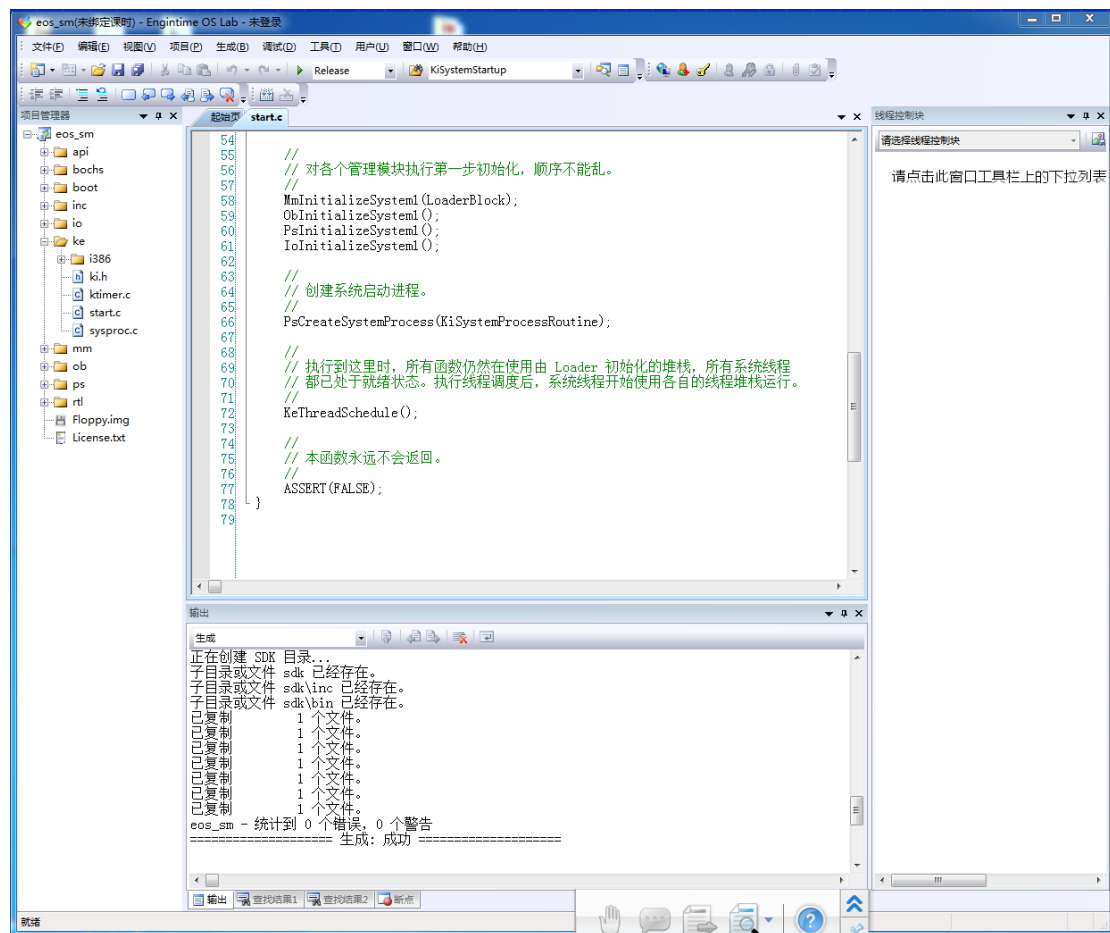 eos_sm(未绑定课时) - Engintime OS Lab - 未登录
文件(F) 编辑(E) 视图(V) 项目(P) 生成(B) 调试(D) 工具(T) 用户(U) 窗口(W) 帮助(H)
Release KiSystemStartup
项目管理器
eos_sm
api
bochs
boot
inc
io
ke
i386
ki.h
ktimer.c
start.c
sysproc.c
mm
ob
ps
rtl
Floppy.img
License.txt
起始页 start.c
54
55 //
56 // 对各个管理模块执行第一步初始化，顺序不能乱。
57 //
58 MmInitializeSystem1(LoaderBlock);
59 ObInitializeSystem1();
60 PsInitializeSystem1();
61 IoInitializeSystem1();
62
63 //
64 // 创建系统启动进程。
65 //
66 PsCreateSystemProcess(KiSystemProcessRoutine);
67
68 //
69 // 执行到这里时，所有函数仍然在使用由 Loader 初始化的堆栈，所有系统线程
70 // 都已处于就绪状态。执行线程调度后，系统线程开始使用各自的线程堆栈运行。
71 //
72 KeThreadSchedule();
73
74 //
75 // 本函数永远不会返回。
76 //
77 ASSERT(FALSE);
78 }
79
线程控制块
请选择线程控制块
请点击此窗口工具栏上的下拉列表
输出
生成
正在创建 SDK 目录...
子目录或文件 sdk 已经存在。
子目录或文件 sdk\inc 已经存在。
子目录或文件 sdk\bin 已经存在。
已复制 1 个文件。
已复制 1 个文件。
已复制 1 个文件。
已复制 1 个文件。
已复制 1 个文件。
已复制 1 个文件。
已复制 1 个文件。
eos_sm - 统计到 0 个错误，0 个警告
==================== 生成: 成功 ====================
输出 查找结果1 查找结果2 断点
就绪